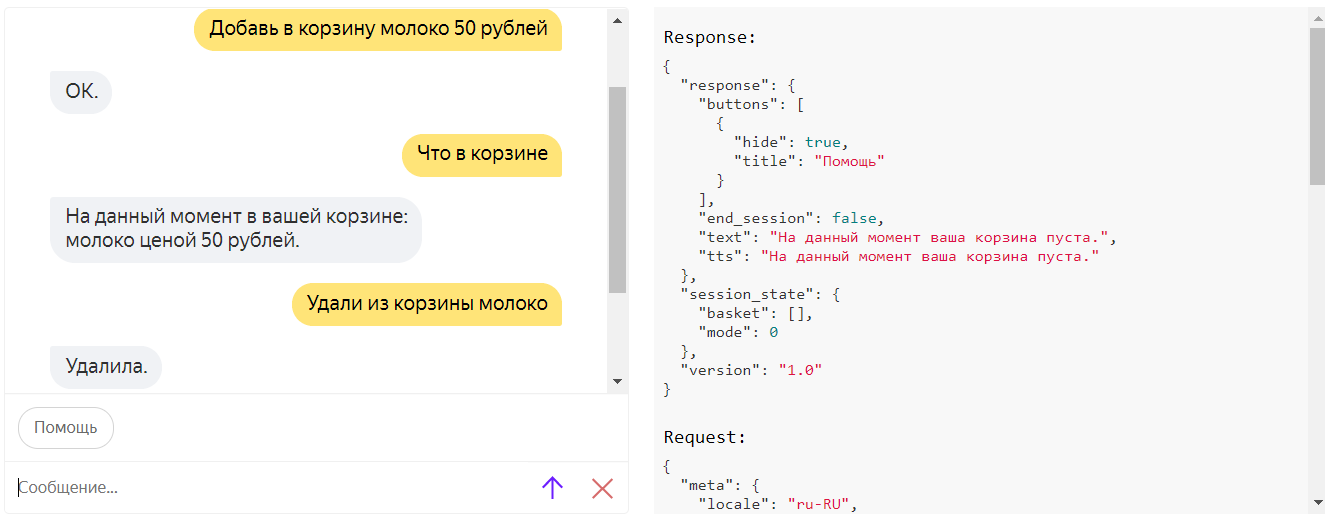 Добавь в корзину молоко 50 рублей
ОК.
Что в корзине
На данный момент в вашей корзине:
молоко ценой 50 рублей.
Удали из корзины молоко
Удалила.
Помощь
Сообщение...
Response:
{
  "response": {
    "buttons": [
      {
        "hide": true,
        "title": "Помощь"
      }
    ],
    "end_session": false,
    "text": "На данный момент ваша корзина пуста.",
    "tts": "На данный момент ваша корзина пуста."
  },
  "session_state": {
    "basket": [],
    "mode": 0
  },
  "version": "1.0"
}
Request:
{
  "meta": {
    "locale": "ru-RU",